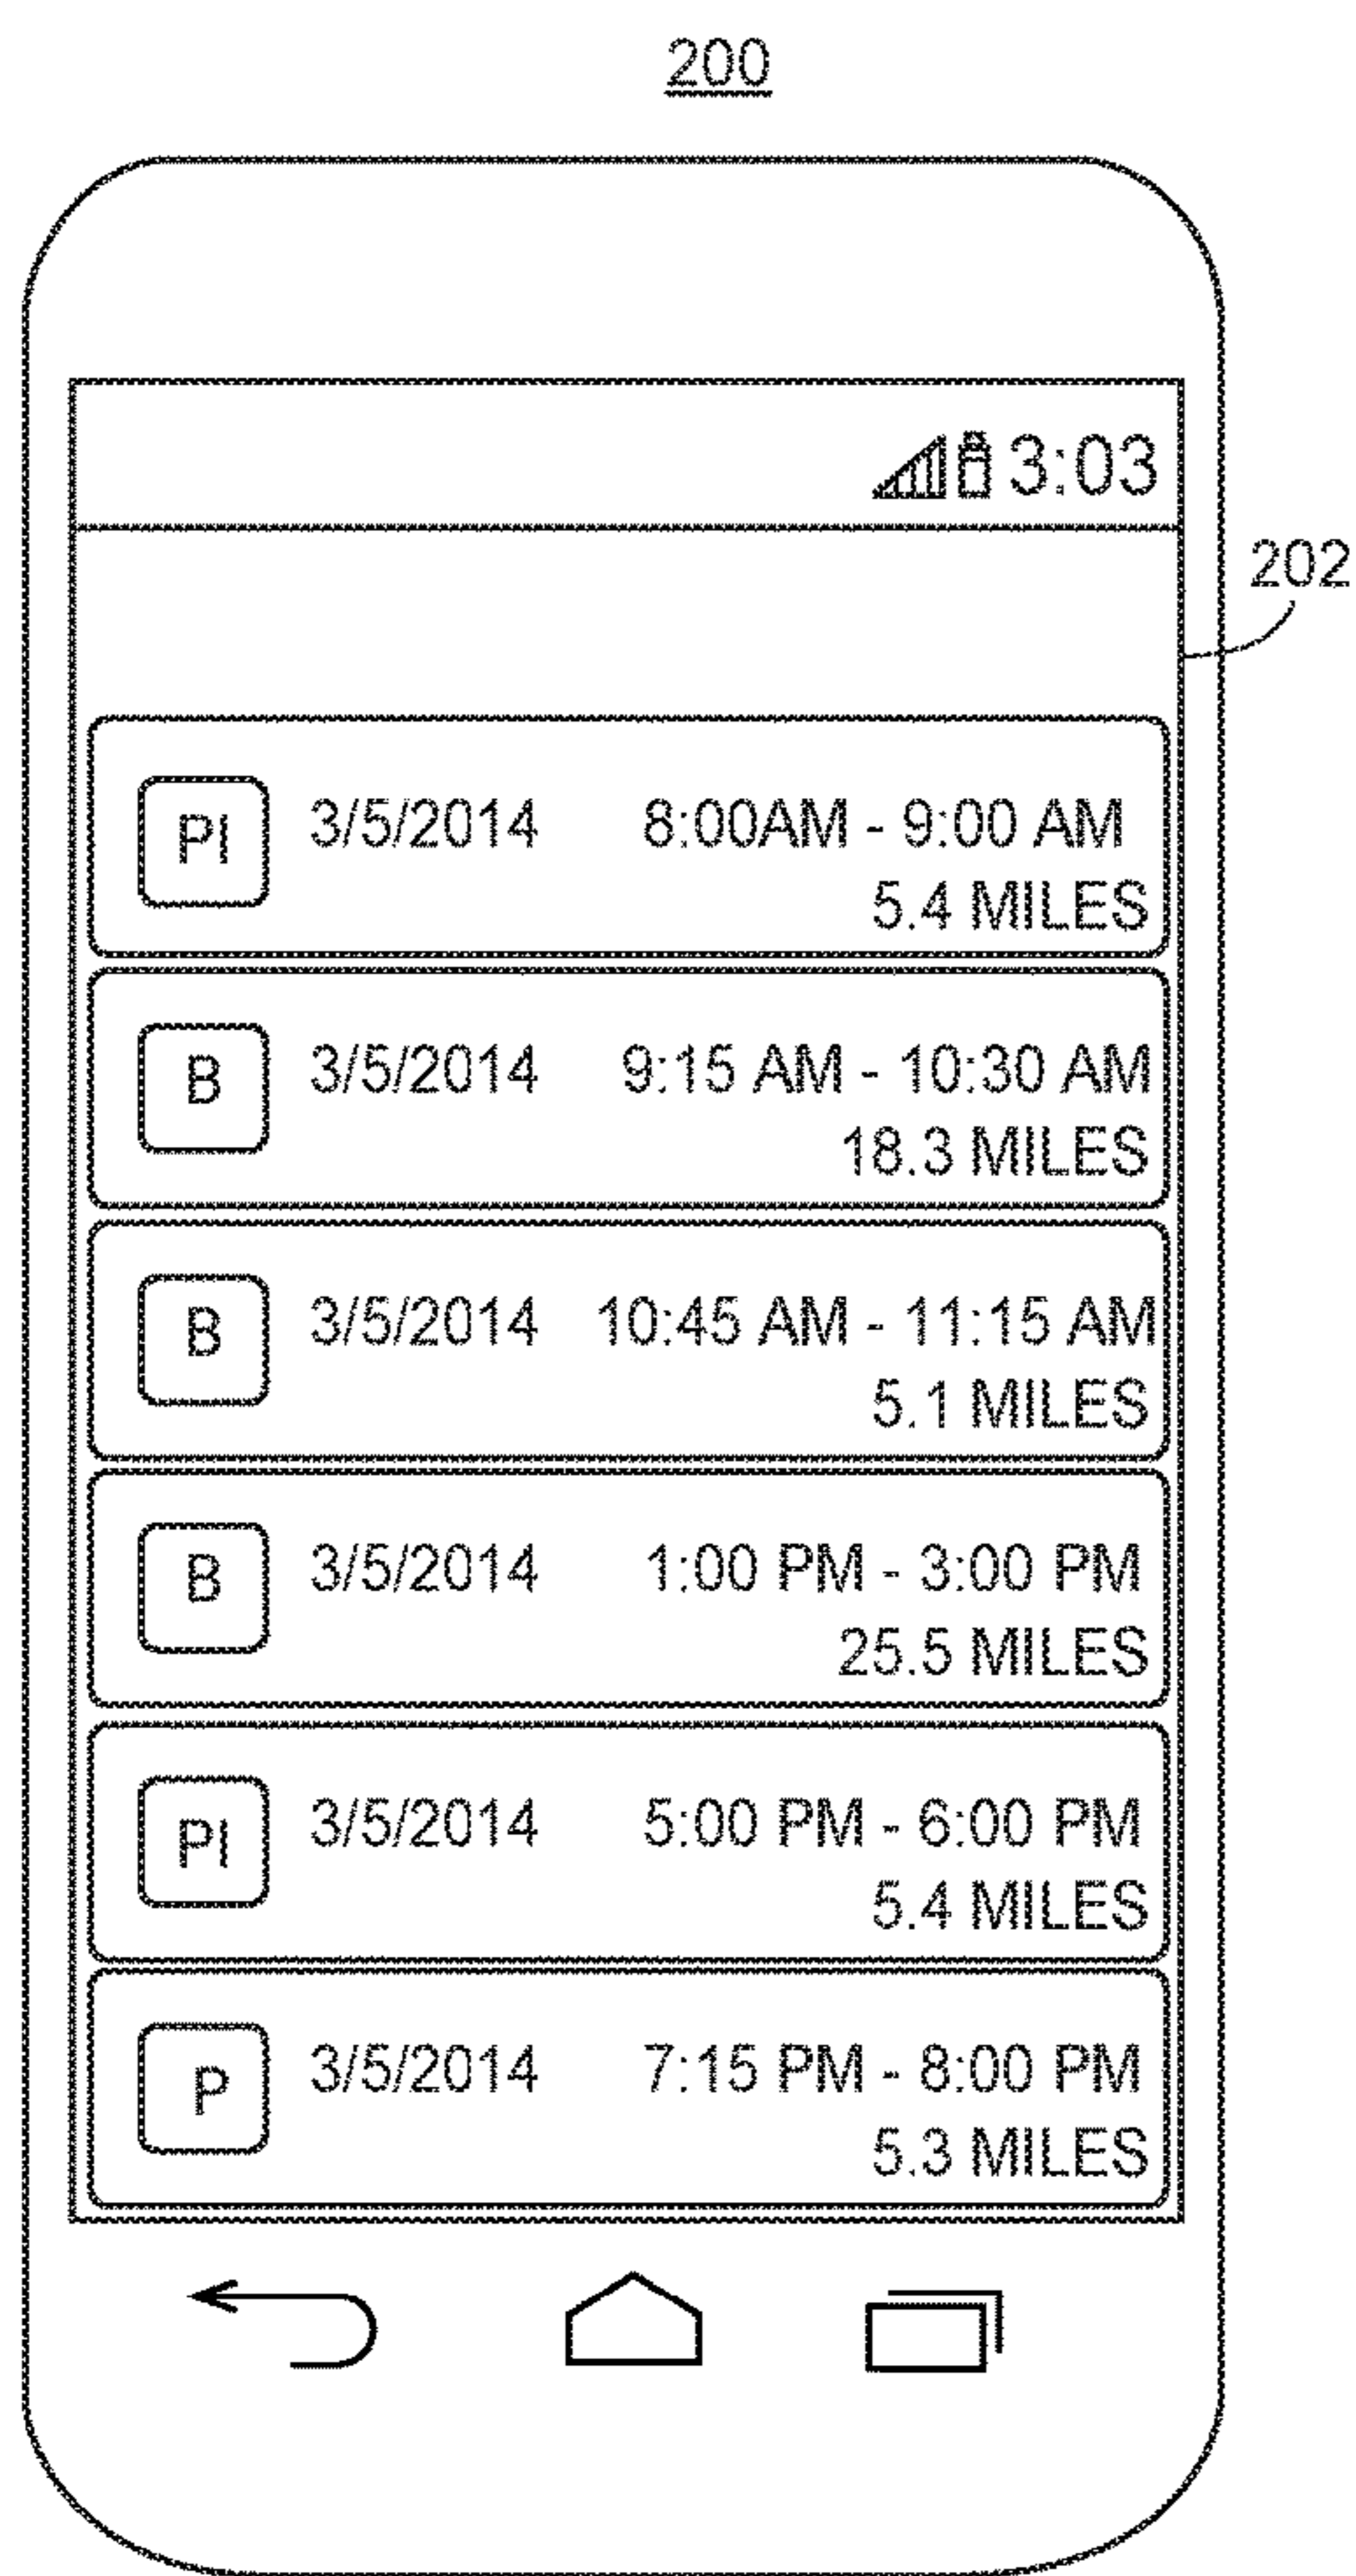 200
3:03
202
PI 3/5/2014 8:00AM - 9:00 AM
5.4 MILES
B 3/5/2014 9:15 AM - 10:30 AM
18.3 MILES
B 3/5/2014 10:45 AM - 11:15 AM
5.1 MILES
B 3/5/2014 1:00 PM - 3:00 PM
25.5 MILES
PI 3/5/2014 5:00 PM - 6:00 PM
5.4 MILES
P 3/5/2014 7:15 PM - 8:00 PM
5.3 MILES